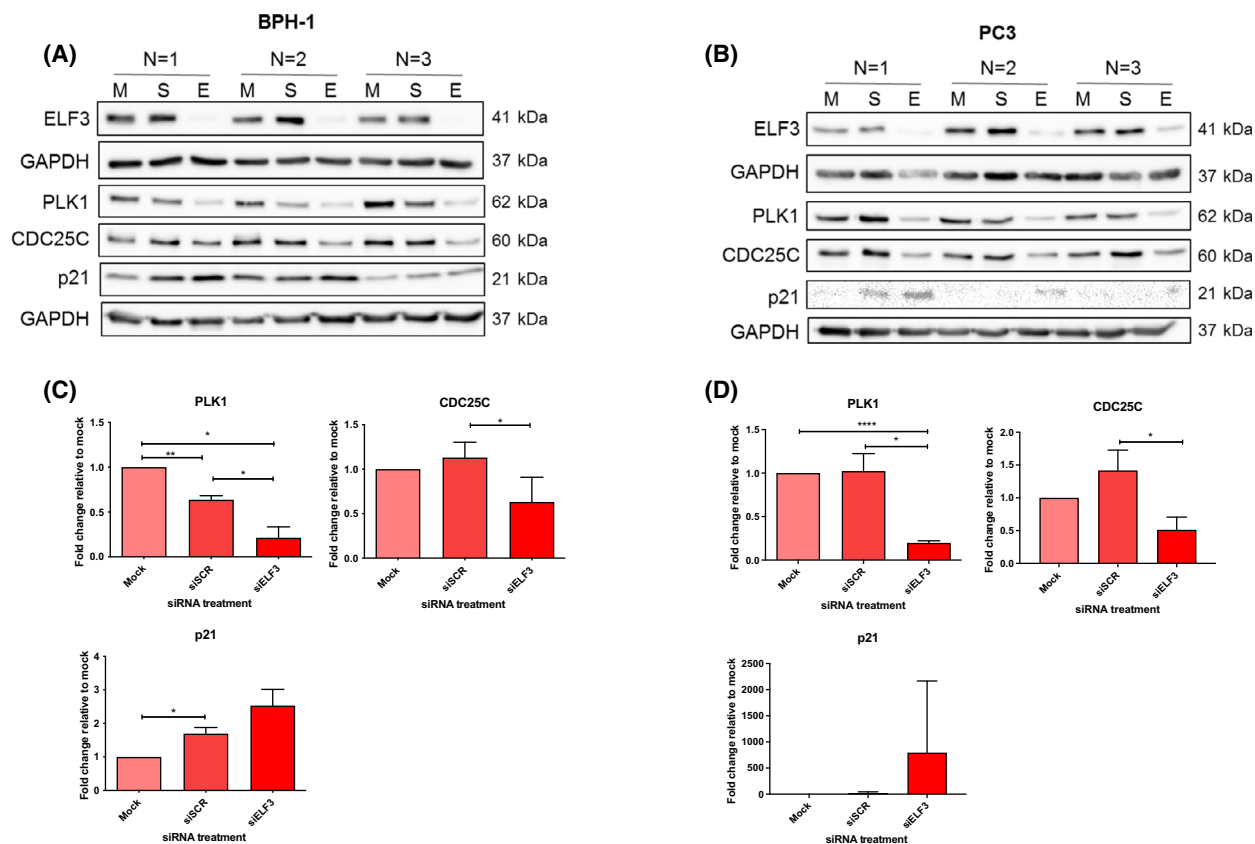 BPH-1
(A)
N=1 N=2 N=3
M S E M S E M S E
ELF3 41 kDa
GAPDH 37 kDa
PLK1 62 kDa
CDC25C 60 kDa
p21 21 kDa
GAPDH 37 kDa
PC3
(B)
N=1 N=2 N=3
M S E M S E M S E
ELF3 41 kDa
GAPDH 37 kDa
PLK1 62 kDa
CDC25C 60 kDa
p21 21 kDa
GAPDH 37 kDa
(C)
PLK1
Fold change relative to mock
1.5
1.0
0.5
0.0
*
**
*
Mock siSCR siELF3
siRNA treatment
CDC25C
Fold change relative to mock
1.5
1.0
0.5
0.0
*
Mock siSCR siELF3
siRNA treatment
p21
Fold change relative to mock
4
3
2
1
0
*
Mock siSCR siELF3
siRNA treatment
(D)
PLK1
Fold change relative to mock
1.5
1.0
0.5
0.0
****
*
Mock siSCR siELF3
siRNA treatment
CDC25C
Fold change relative to mock
2.0
1.5
1.0
0.5
0.0
*
Mock siSCR siELF3
siRNA treatment
p21
Fold change relative to mock
2500
2000
1500
1000
500
0
Mock siSCR siELF3
siRNA treatment